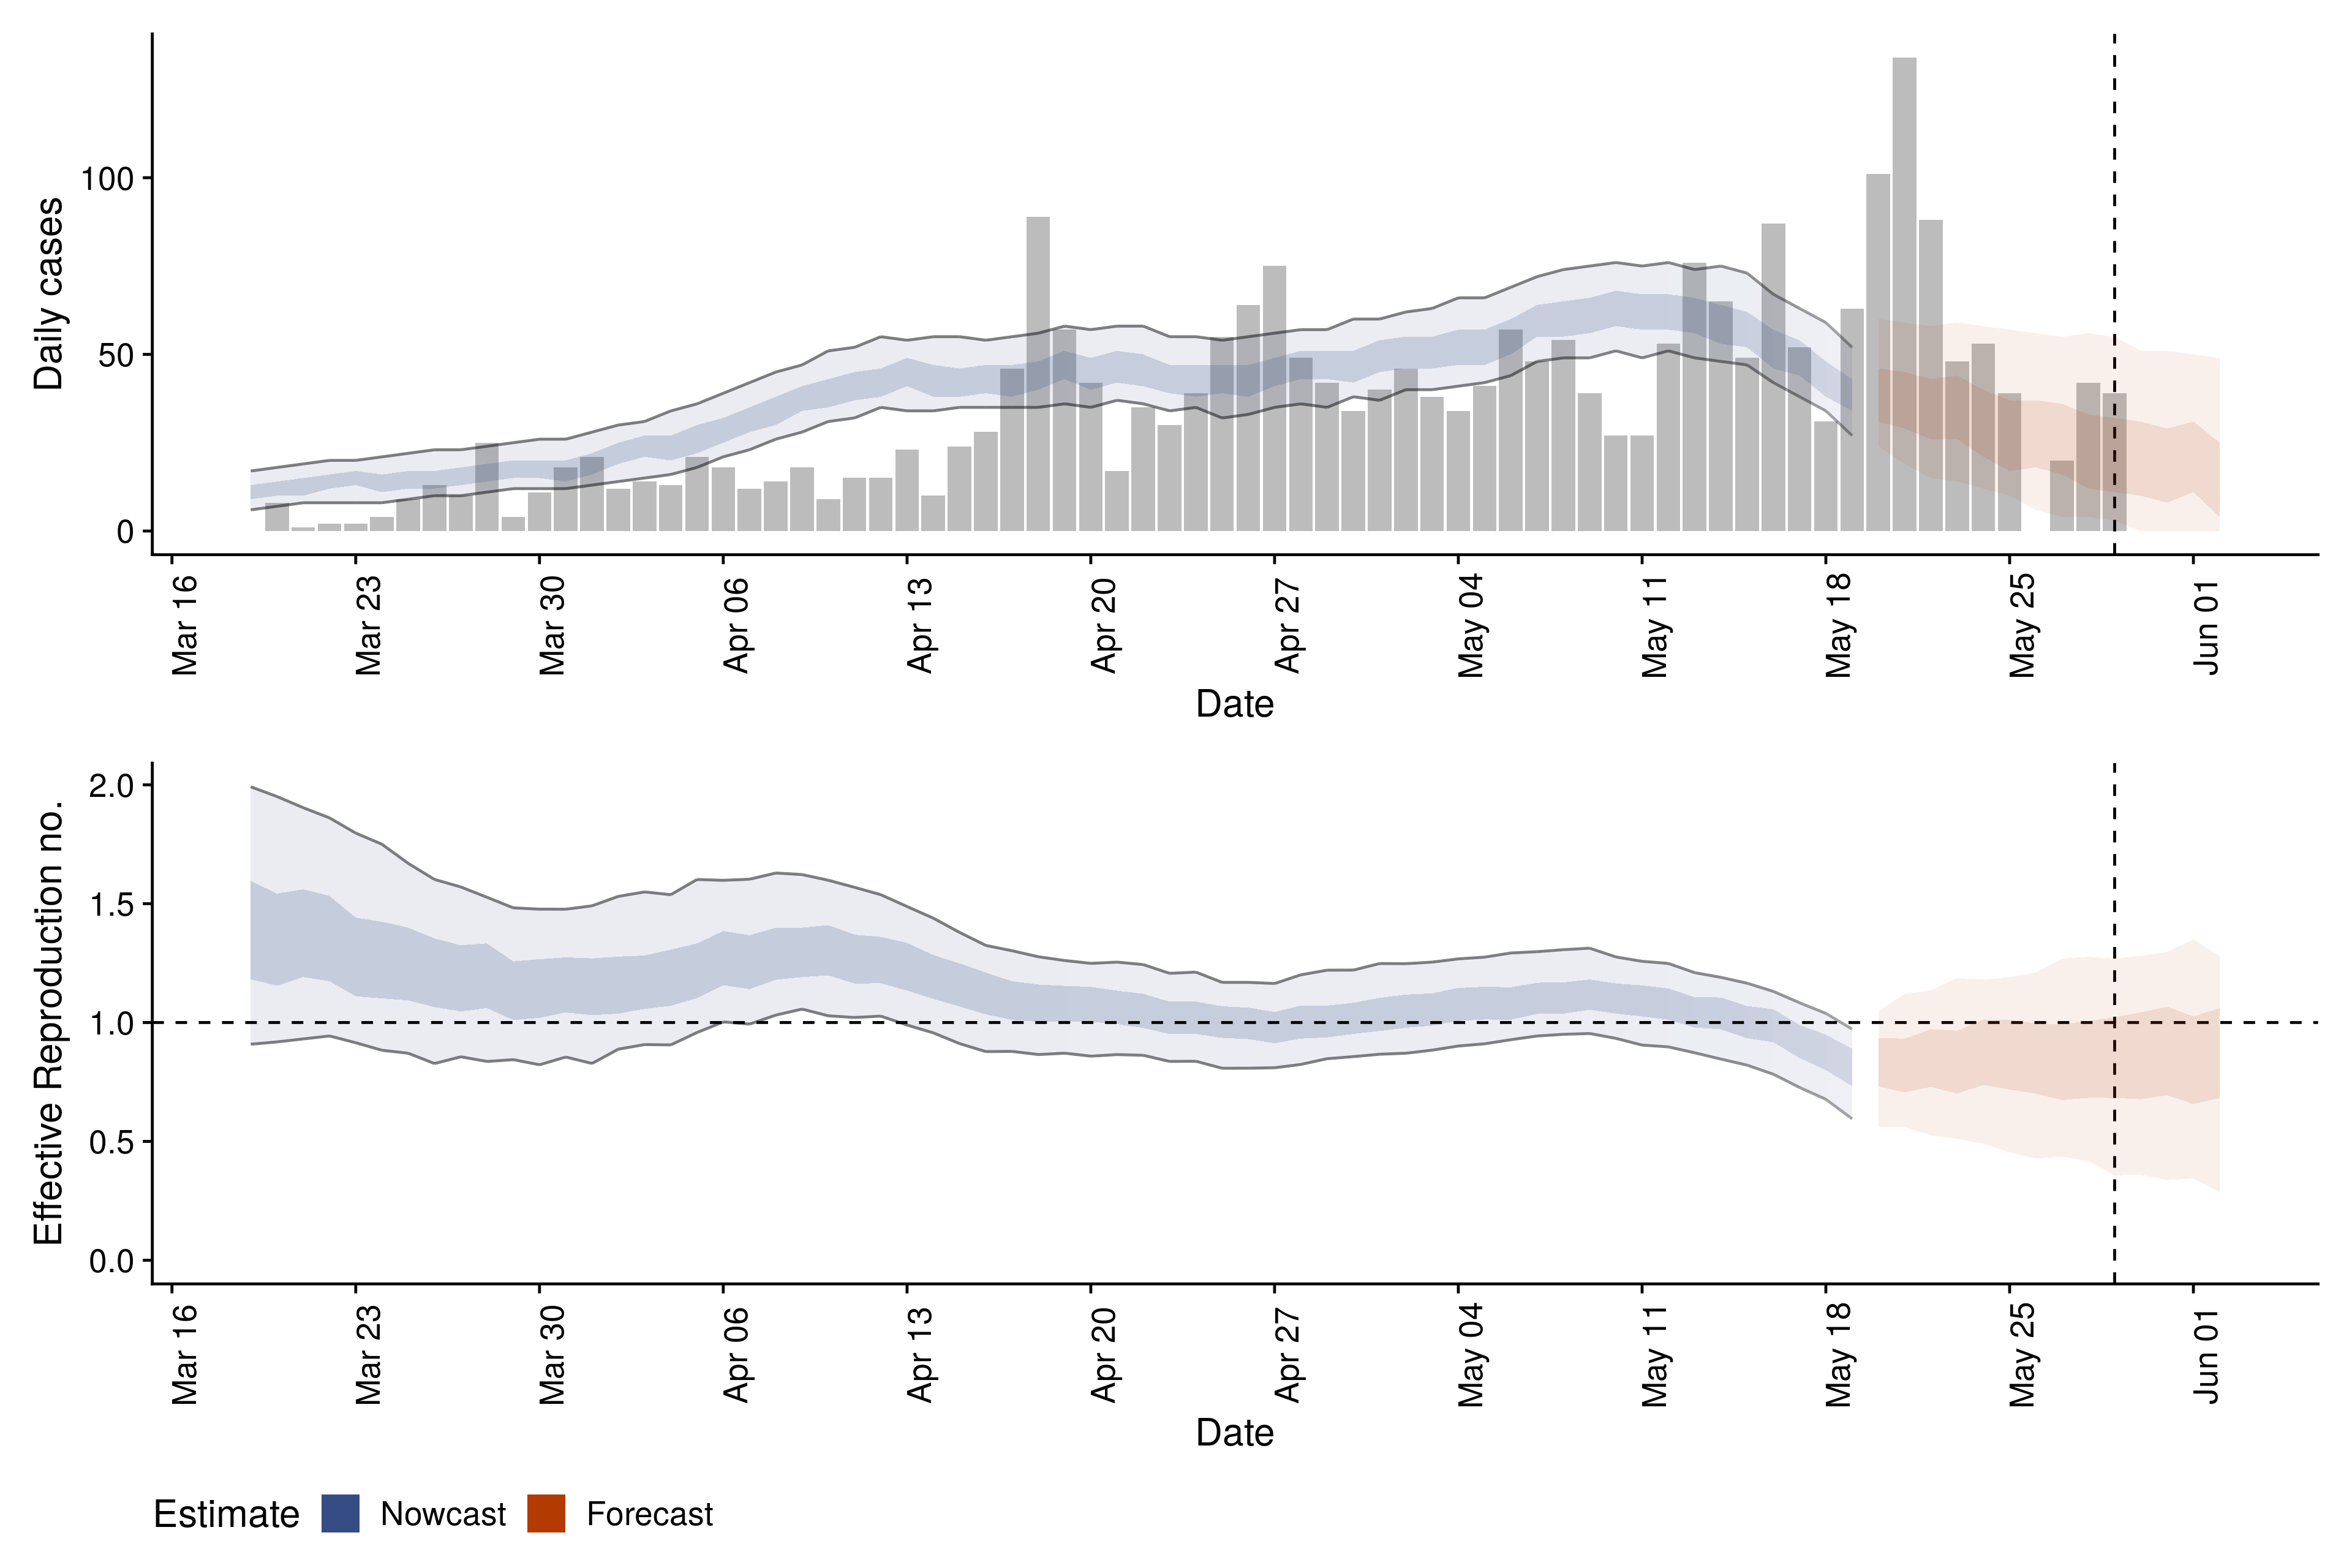 Daily cases
100
50
0
Mar 16 Mar 23 Mar 30 Apr 06 Apr 13 Apr 20 Apr 27 May 04 May 11 May 18 May 25 Jun 01
Date
Effective Reproduction no.
2.0
1.5
1.0
0.5
0.0
Mar 16 Mar 23 Mar 30 Apr 06 Apr 13 Apr 20 Apr 27 May 04 May 11 May 18 May 25 Jun 01
Date
Estimate Nowcast Forecast